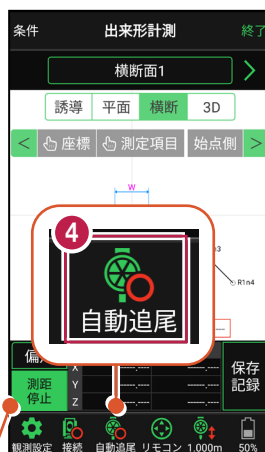 条件 出来形計測 終了
横断面1 >
誘導 平面 横断 3D
< 座標 測定項目 始点側 >
W
4
自動追尾
R1n4
測距
停止
X
Y
Z
保存
記録
観測設定 接続 自動追尾 リモコン 1.000m 50%